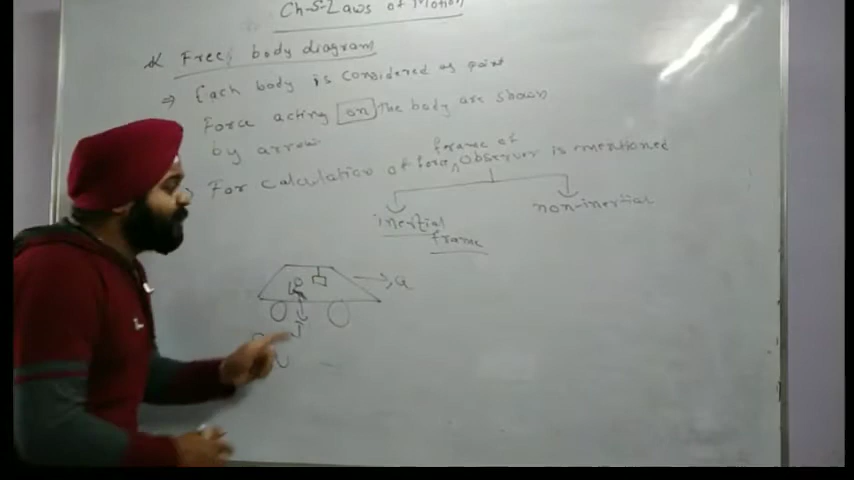 Ch-5-Laws of Motion
* Free body diagram
⇒ Each body is considered as point
Force acting on The body are shown
by arrow
frame of
For calculation of force, observer is mentioned
inertial non-inertial
frame
a